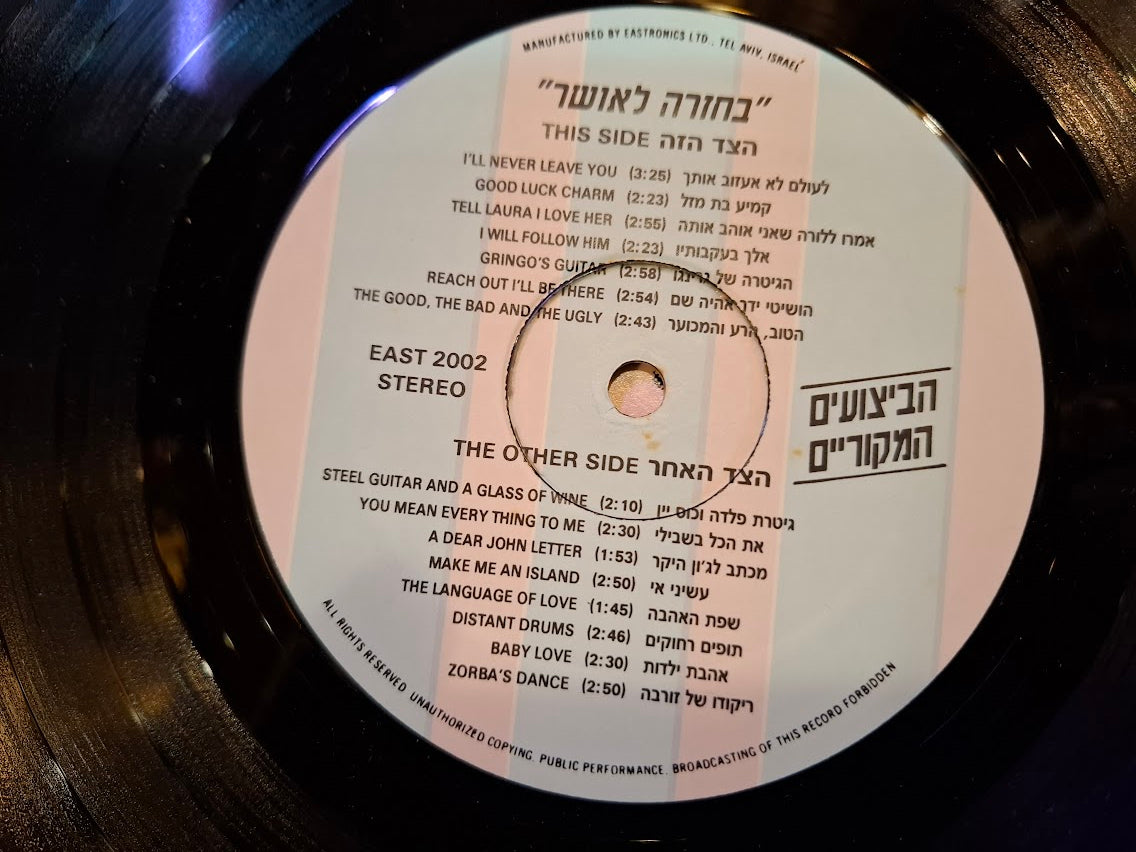 MANUFACTURED BY EASTRONICS LTD., TEL AVIV, ISRAEL
"בחזרה לאושר"
THIS SIDE הצד הזה
I'LL NEVER LEAVE YOU (3:25) לעולם לא אעזוב אותך
GOOD LUCK CHARM (2:23) קמיע בת מזל
TELL LAURA I LOVE HER (2:55) אמרו ללורה שאני אוהב אותה
I WILL FOLLOW HIM (2:23) אלך בעקבותיו
GRINGO'S GUITAR (2:58) הגיטרה של גרינגו
REACH OUT I'LL BE THERE (2:54) הושיטי ידך אהיה שם
THE GOOD, THE BAD AND THE UGLY (2:43) הטוב, הרע והמכוער
EAST 2002
STEREO
הביצועים
המקוריים
THE OTHER SIDE הצד האחר
STEEL GUITAR AND A GLASS OF WINE (2:10) גיטרת פלדה וכוס יין
YOU MEAN EVERY THING TO ME (2:30) את הכל בשבילי
A DEAR JOHN LETTER (1:53) מכתב לג'ון היקר
MAKE ME AN ISLAND (2:50) עשיני אי
THE LANGUAGE OF LOVE (1:45) שפת האהבה
DISTANT DRUMS (2:46) תופים רחוקים
BABY LOVE (2:30) אהבת ילדות
ZORBA'S DANCE (2:50) ריקודו של זורבה
ALL RIGHTS RESERVED UNAUTHORIZED COPYING. PUBLIC PERFORMANCE. BROADCASTING OF THIS RECORD FORBIDDEN